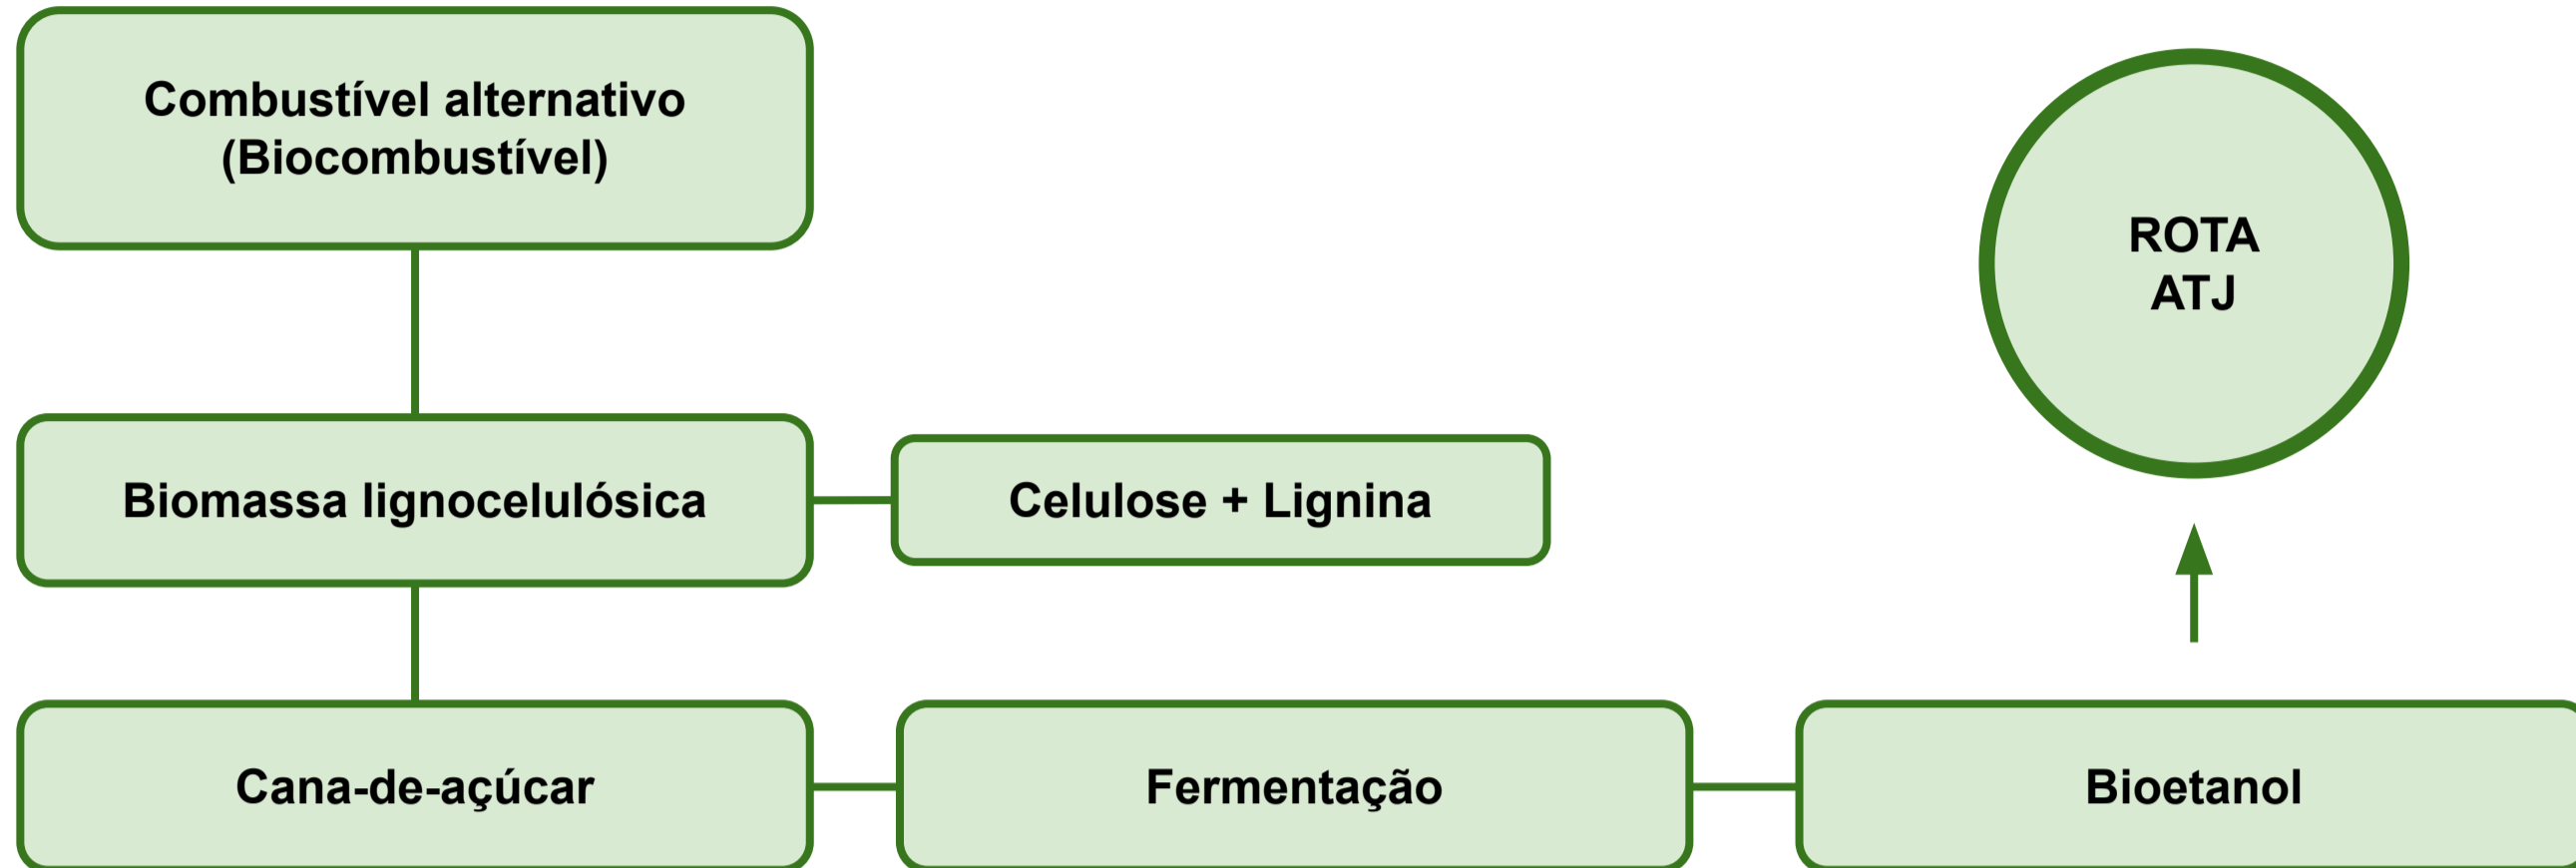 Combustível alternativo
(Biocombustível)
ROTA
ATJ
Biomassa lignocelulósica
Celulose + Lignina
Cana-de-açúcar
Fermentação
Bioetanol